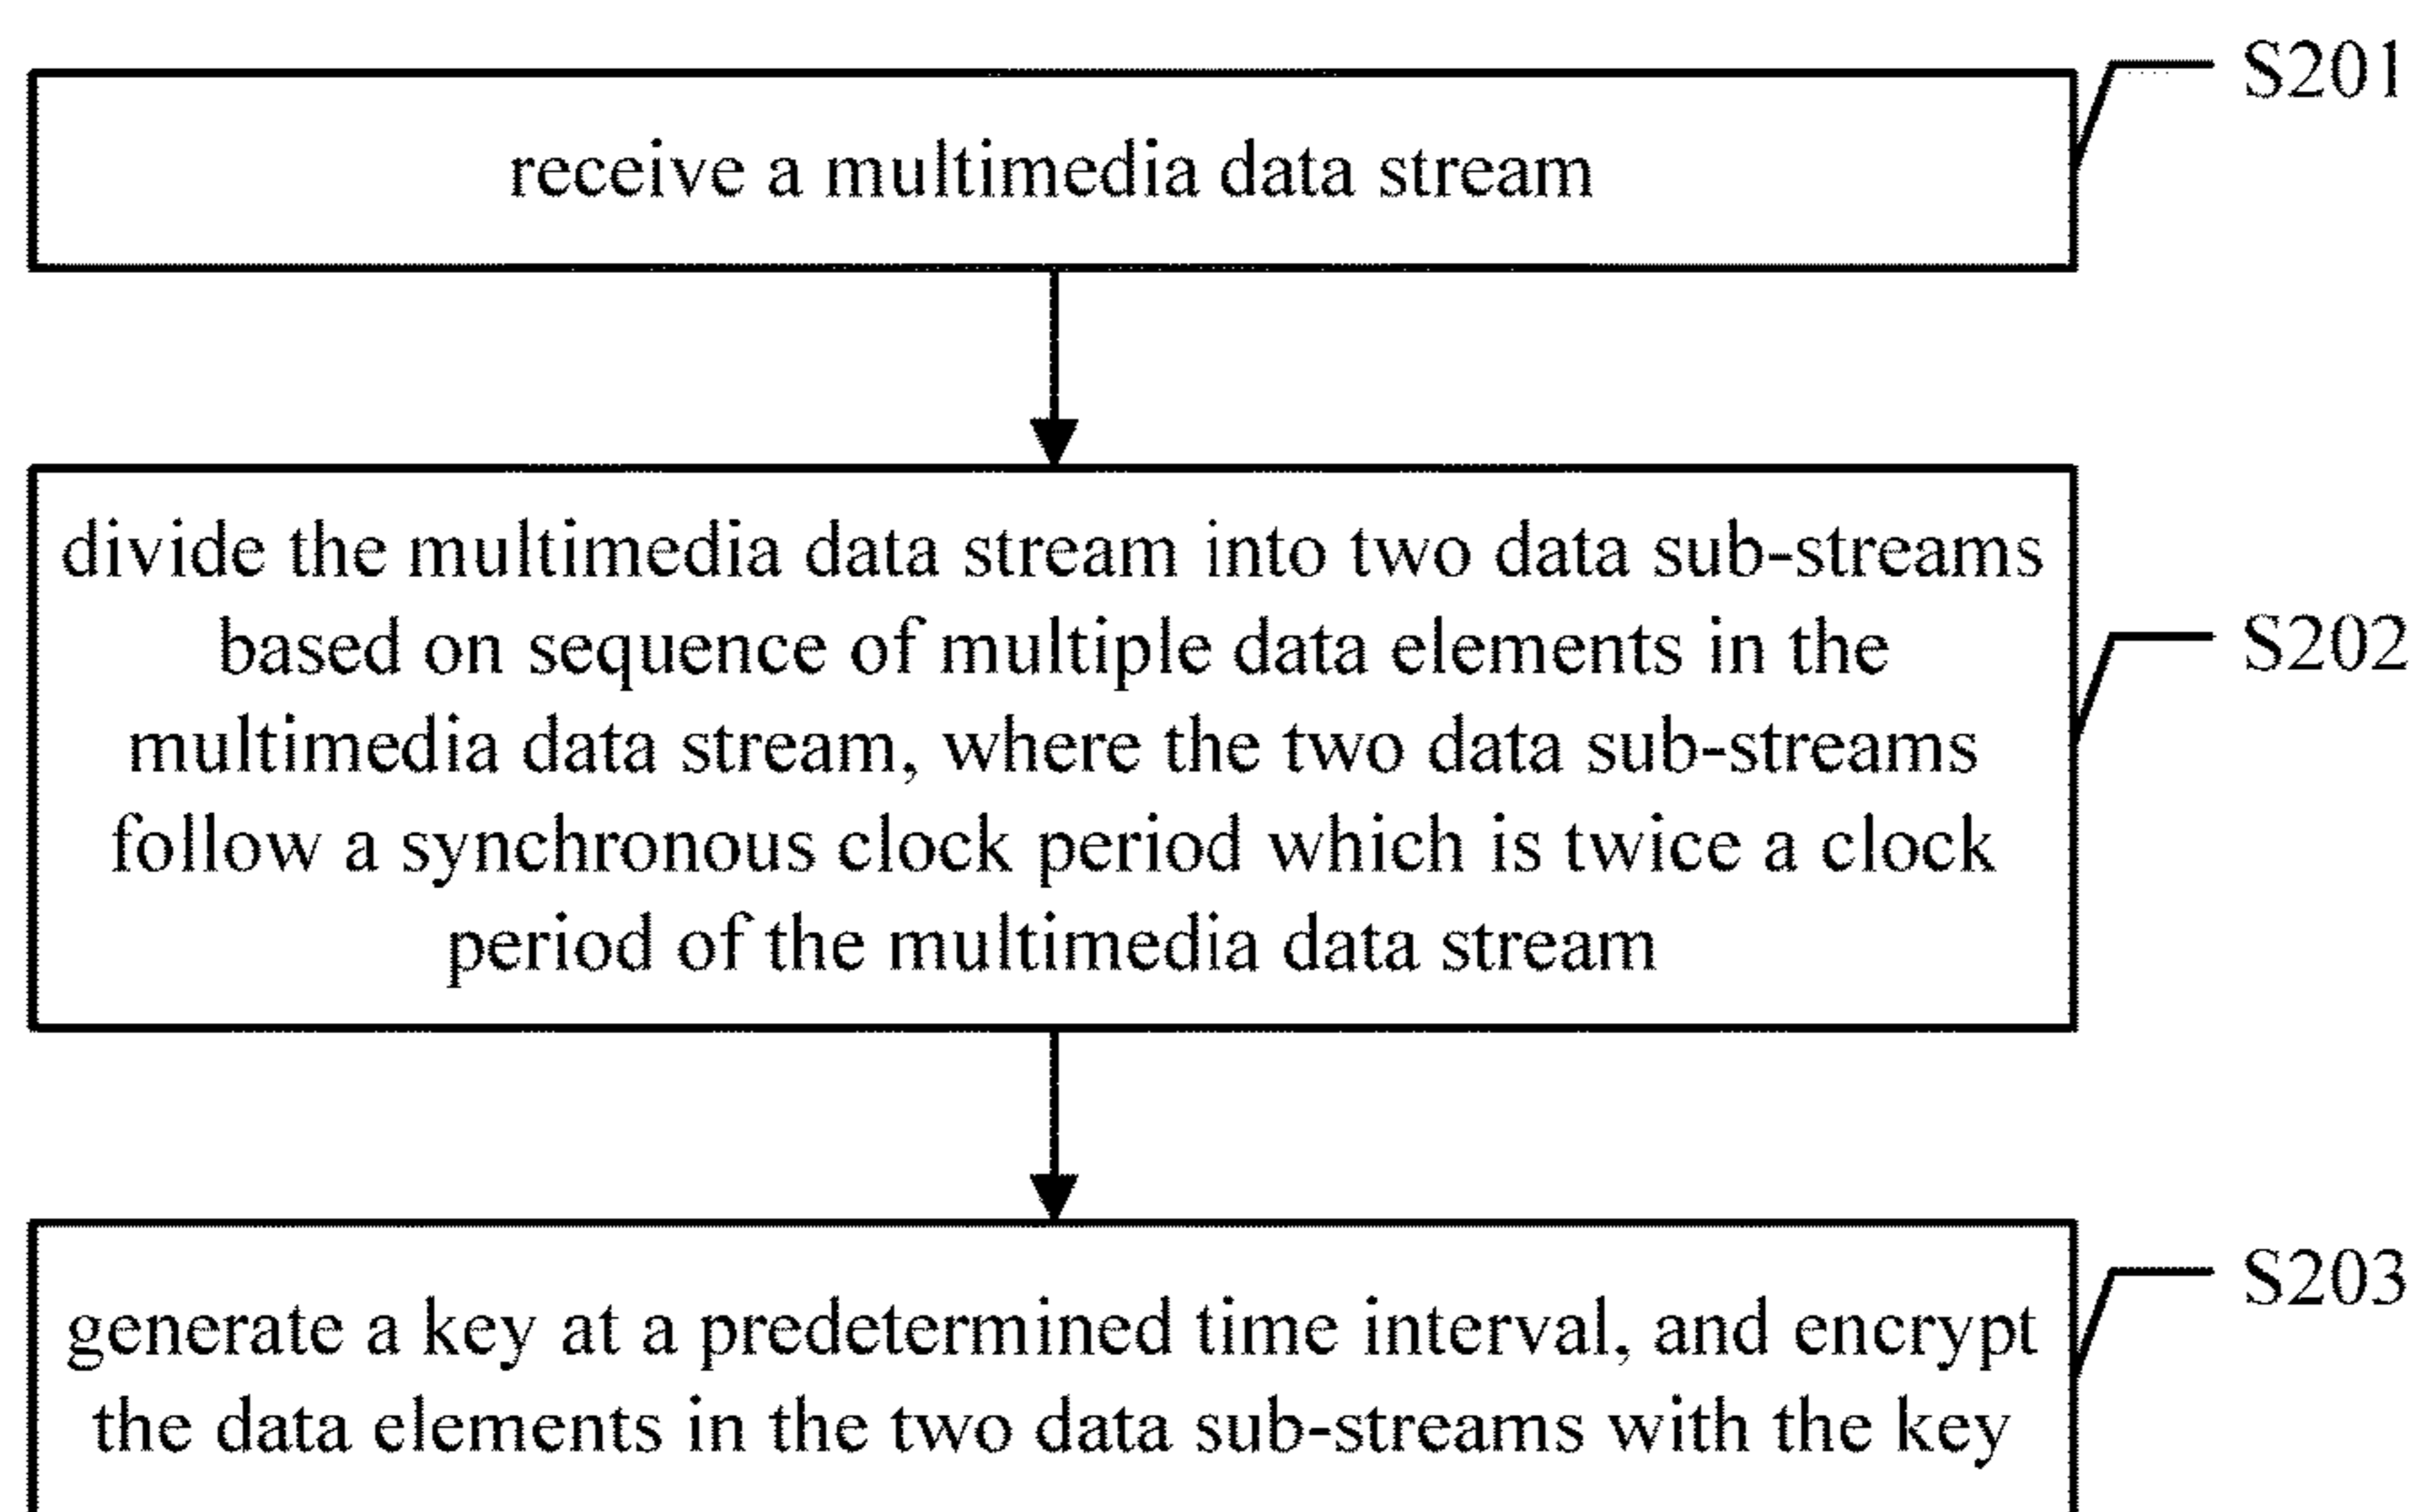 S201
receive a multimedia data stream
divide the multimedia data stream into two data sub-streams
based on sequence of multiple data elements in the
S202
multimedia data stream, where the two data sub-streams
follow a synchronous clock period which is twice a clock
period of the multimedia data stream
S203
generate a key at a predetermined time interval, and encrypt
the data elements in the two data sub-streams with the key